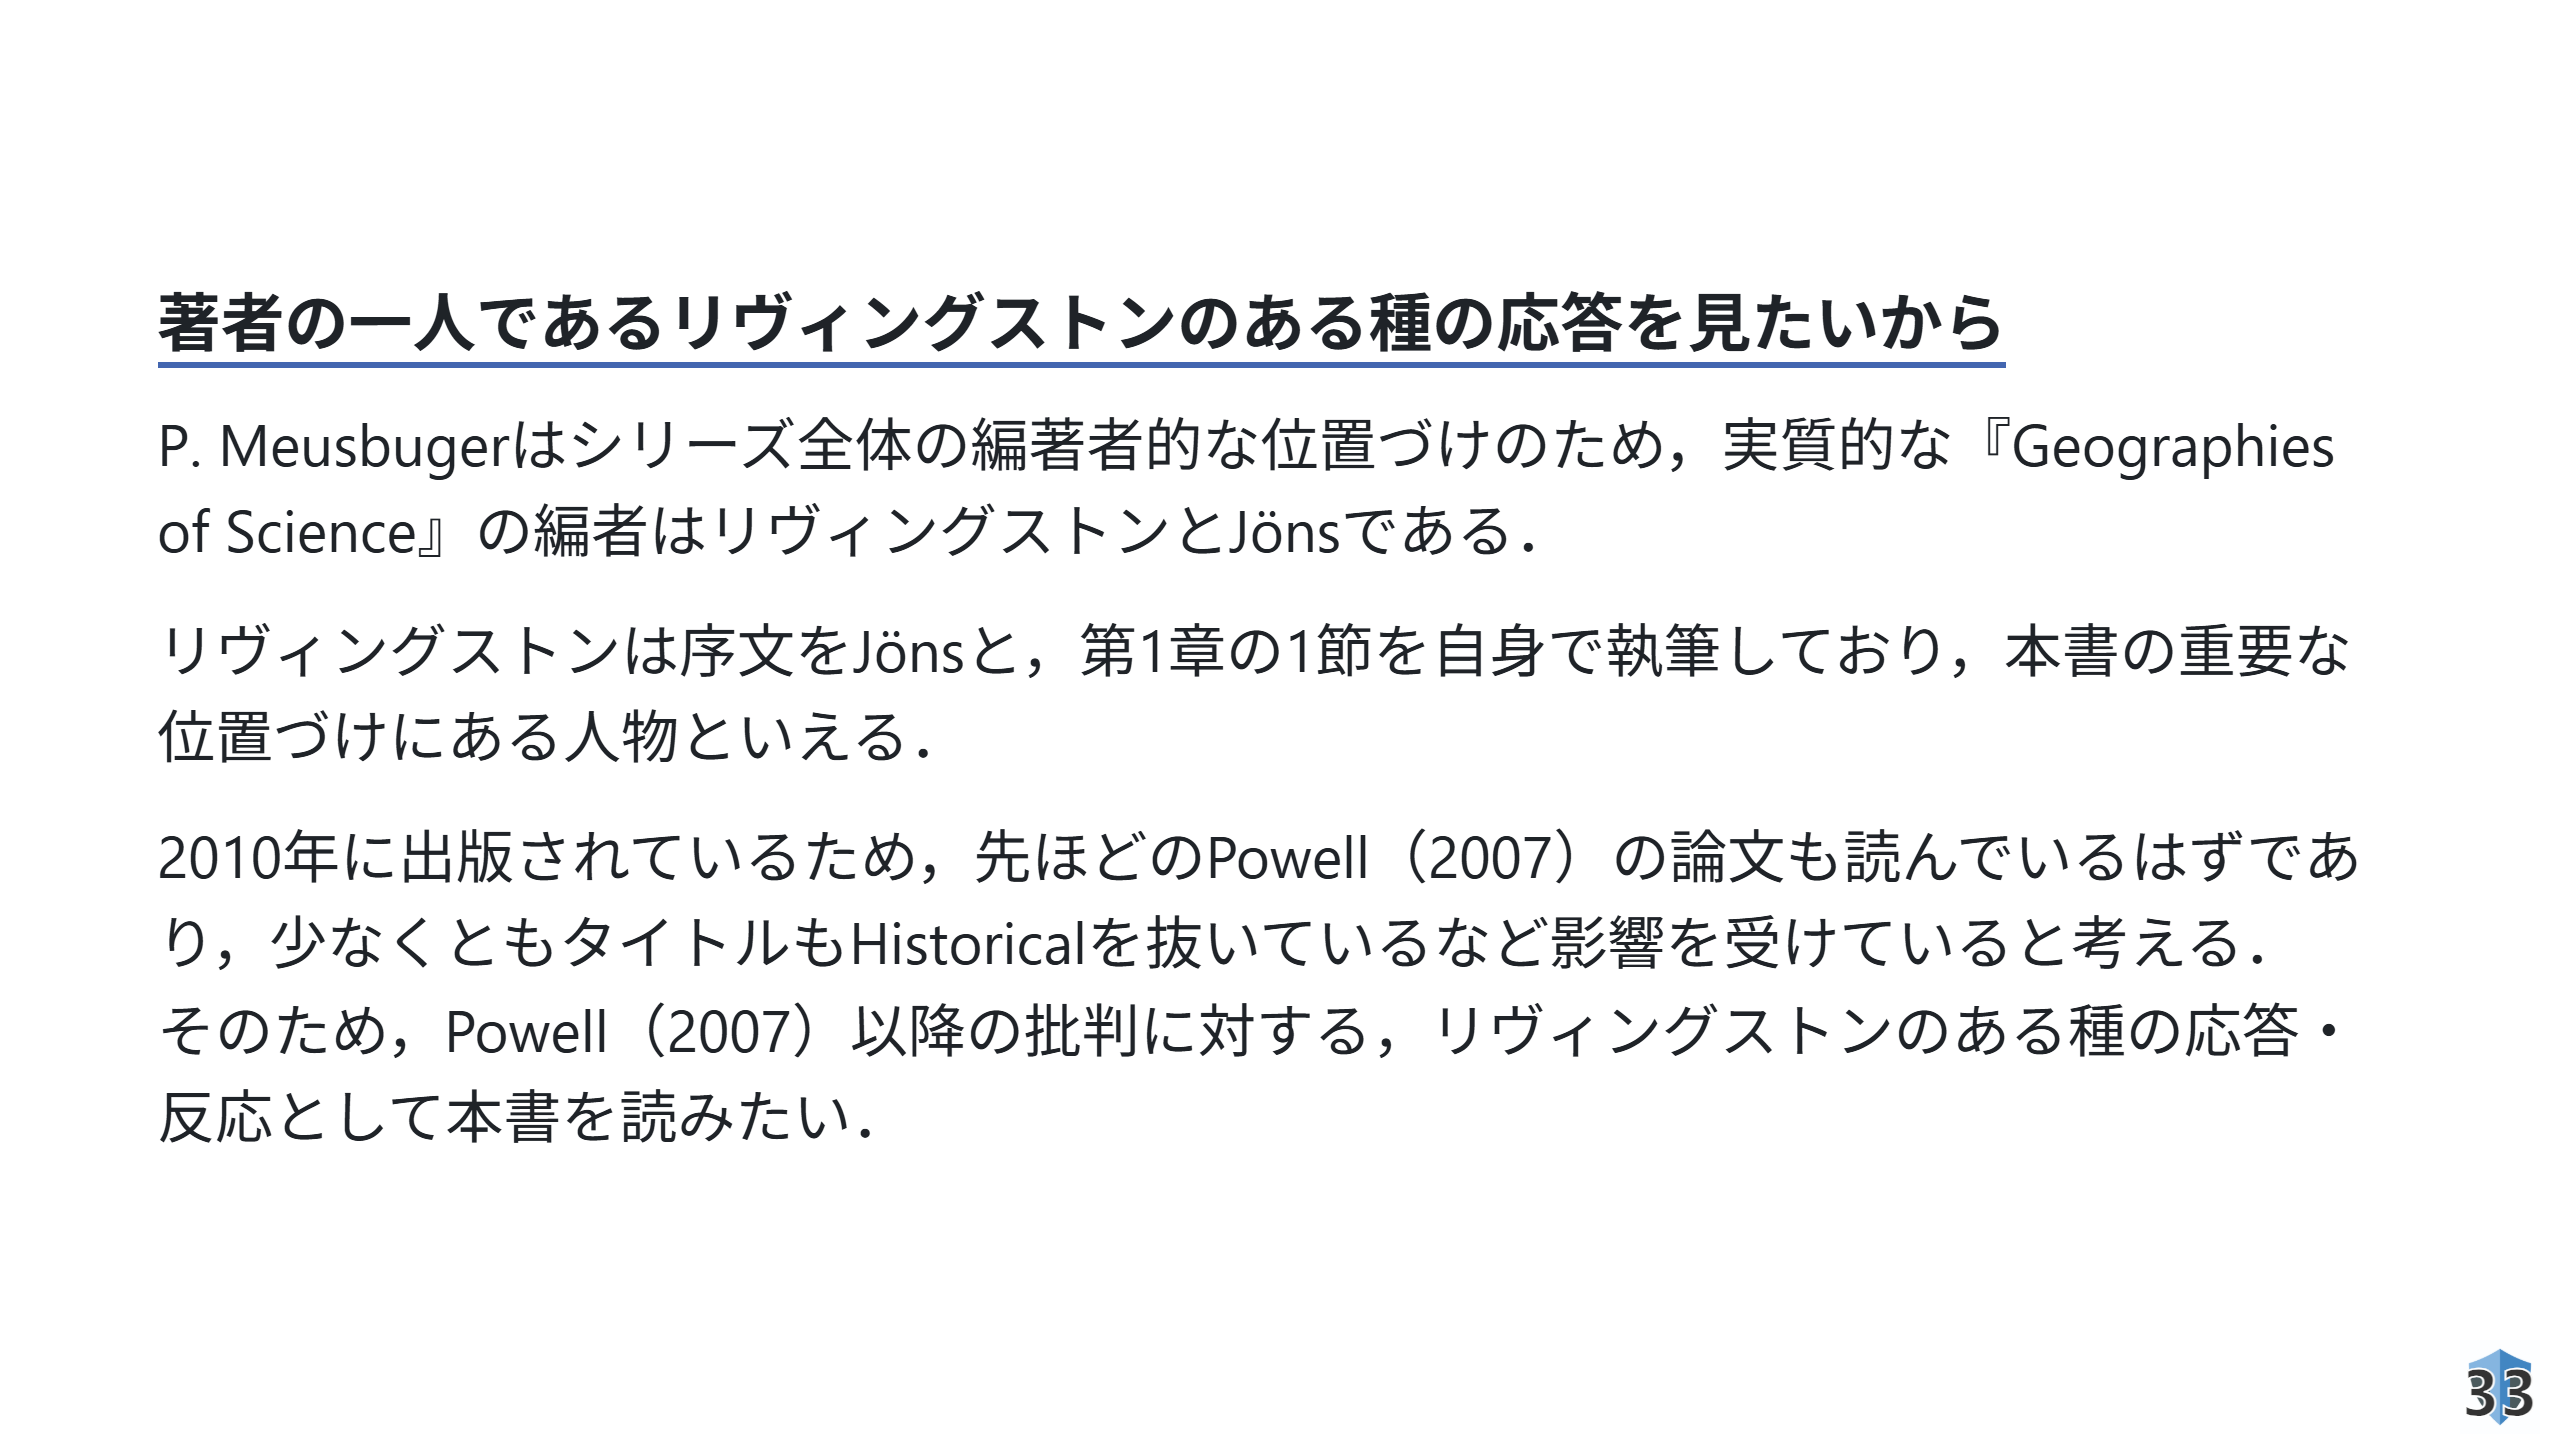 著者の一人であるリヴィングストンのある種の応答を見たいから
P. Meusbugerはシリーズ全体の編著者的な位置づけのため，実質的な『Geographies
of Science』の編者はリヴィングストンとJönsである．
リヴィングストンは序文をJönsと，第1章の1節を自身で執筆しており，本書の重要な
位置づけにある人物といえる．
2010年に出版されているため，先ほどのPowell（2007）の論文も読んでいるはずであ
り，少なくともタイトルもHistoricalを抜いているなど影響を受けていると考える．
そのため，Powell（2007）以降の批判に対する，リヴィングストンのある種の応答・
反応として本書を読みたい．
33